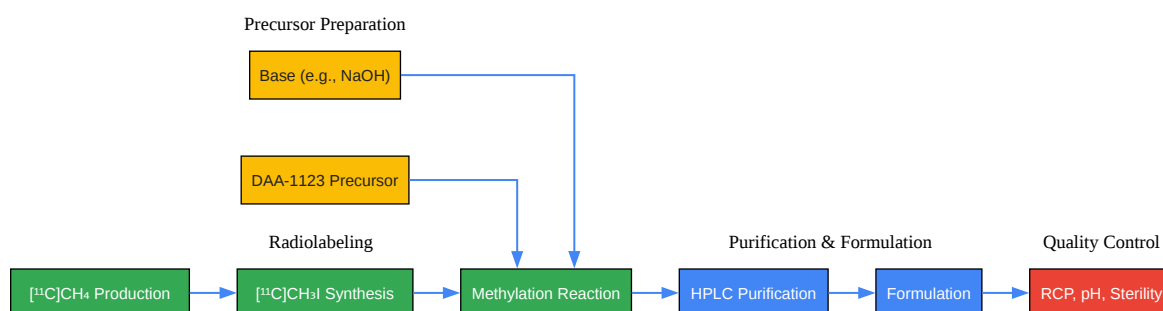 Precursor Preparation
Base (e.g., NaOH)
DAA-1123 Precursor
Radiolabeling
Purification & Formulation
Quality Control
[¹¹C]CH₄ Production
[¹¹C]CH₃I Synthesis
Methylation Reaction
HPLC Purification
Formulation
RCP, pH, Sterility